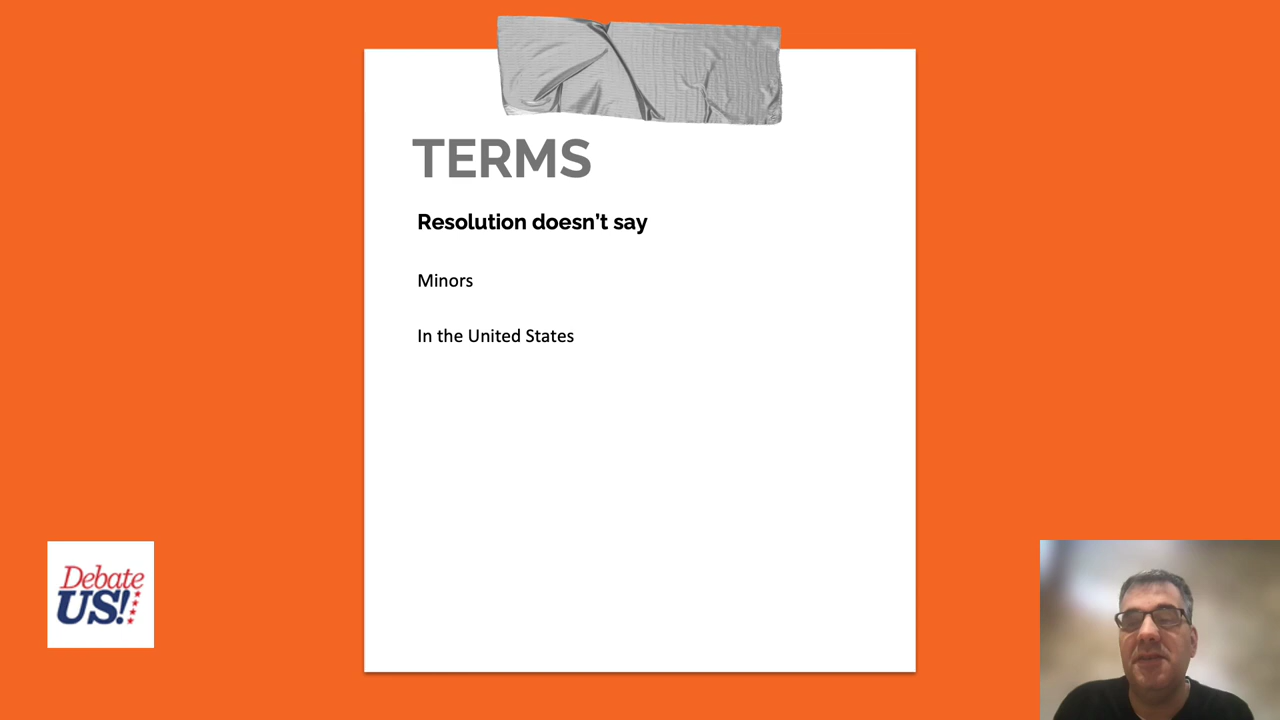 TERMS
Resolution doesn’t say
Minors
In the United States
Debate
US!